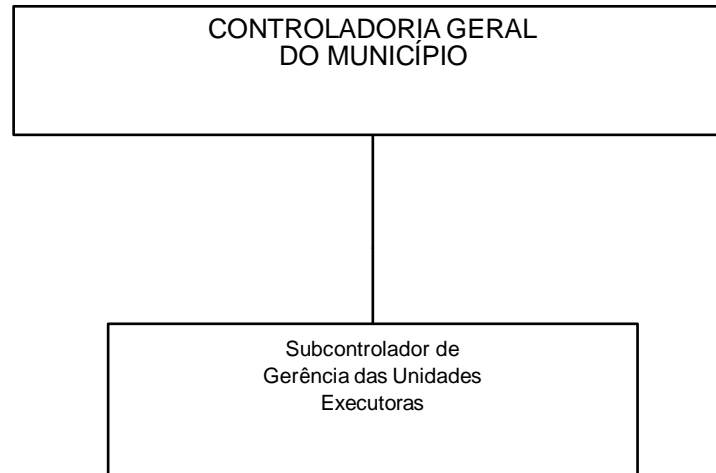 CONTROLADORIA GERAL
DO MUNICÍPIO
Subcontrolador de
Gerência das Unidades
Executoras